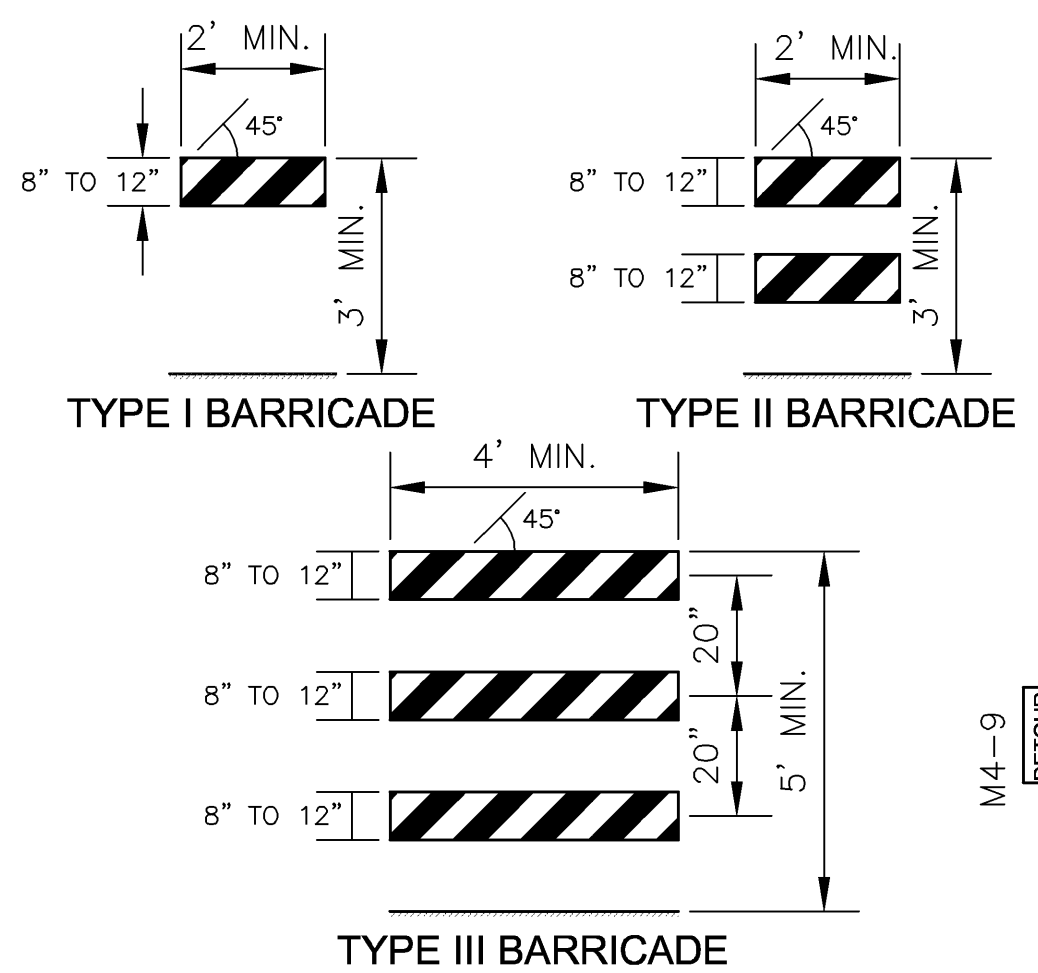 2' MIN.
45°
8" TO 12"
3' MIN.
TYPE I BARRICADE
2' MIN.
45°
8" TO 12"
8" TO 12"
3' MIN.
TYPE II BARRICADE
4' MIN.
45°
8" TO 12"
8" TO 12"
8" TO 12"
20"
20"
5' MIN.
TYPE III BARRICADE
M4-9